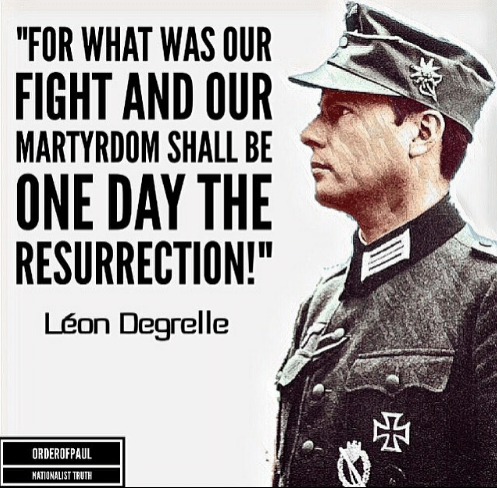 "FOR WHAT WAS OUR
FIGHT AND OUR
MARTYRDOM SHALL BE
ONE DAY THE
RESURRECTION!"
Léon Degrelle
ORDEROFPAUL
NATIONALIST TRUTH